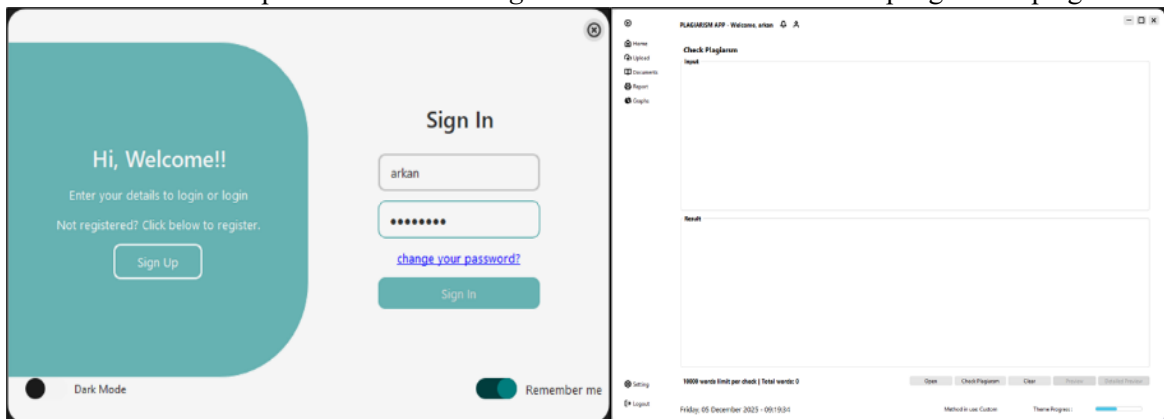 Sign In
Hi, Welcome!!
Enter your details to login or login
Not registered? Click below to register.
Sign Up
arkan
••••••••
change your password?
Sign In
Dark Mode
Remember me
PLAGIARISM APP - Welcome, arkan
Home
Upload
Documents
Report
Graphs
Check Plagiarism
Input
Result
10000 words limit per check | Total words: 0
Open
Check Plagiarism
Clear
Preview
Detailed Preview
Setting
Logout
Friday, 05 December 2025 - 09:19:34
Method in use: Custom
Theme Progress: